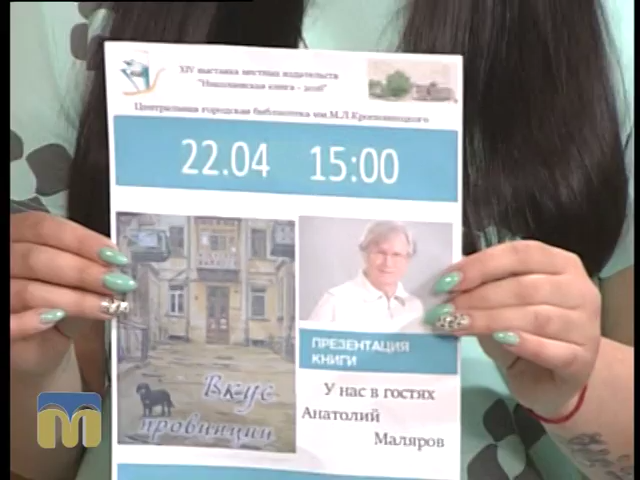 XIV выставка местных издательств
"Николаевская книга - 2016"
Центральная городская библиотека им.М.Л.Кропивницкого
22.04 15:00
ПРЕЗЕНТАЦИЯ
КНИГИ
Вкус
провинции
У нас в гостях
Анатолий
Маляров